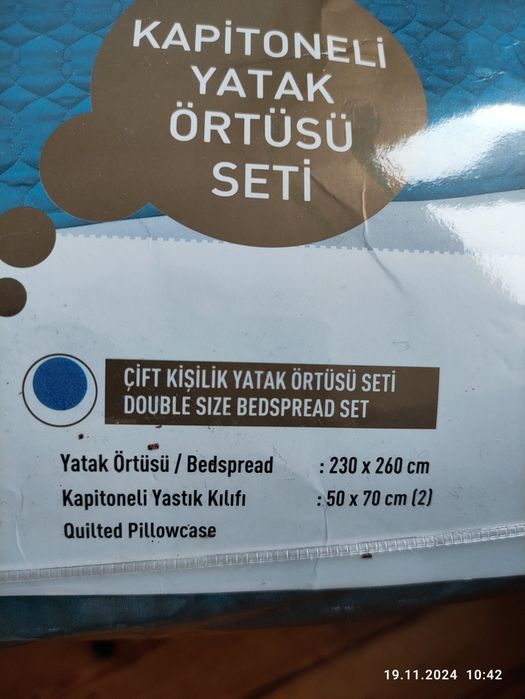 KAPİTONELİ
YATAK
ÖRTÜSÜ
SETİ
ÇİFT KİŞİLİK YATAK ÖRTÜSÜ SETİ
DOUBLE SIZE BEDSPREAD SET
Yatak Örtüsü / Bedspread : 230 x 260 cm
Kapitoneli Yastık Kılıfı : 50 x 70 cm (2)
Quilted Pillowcase
19.11.2024 10:42